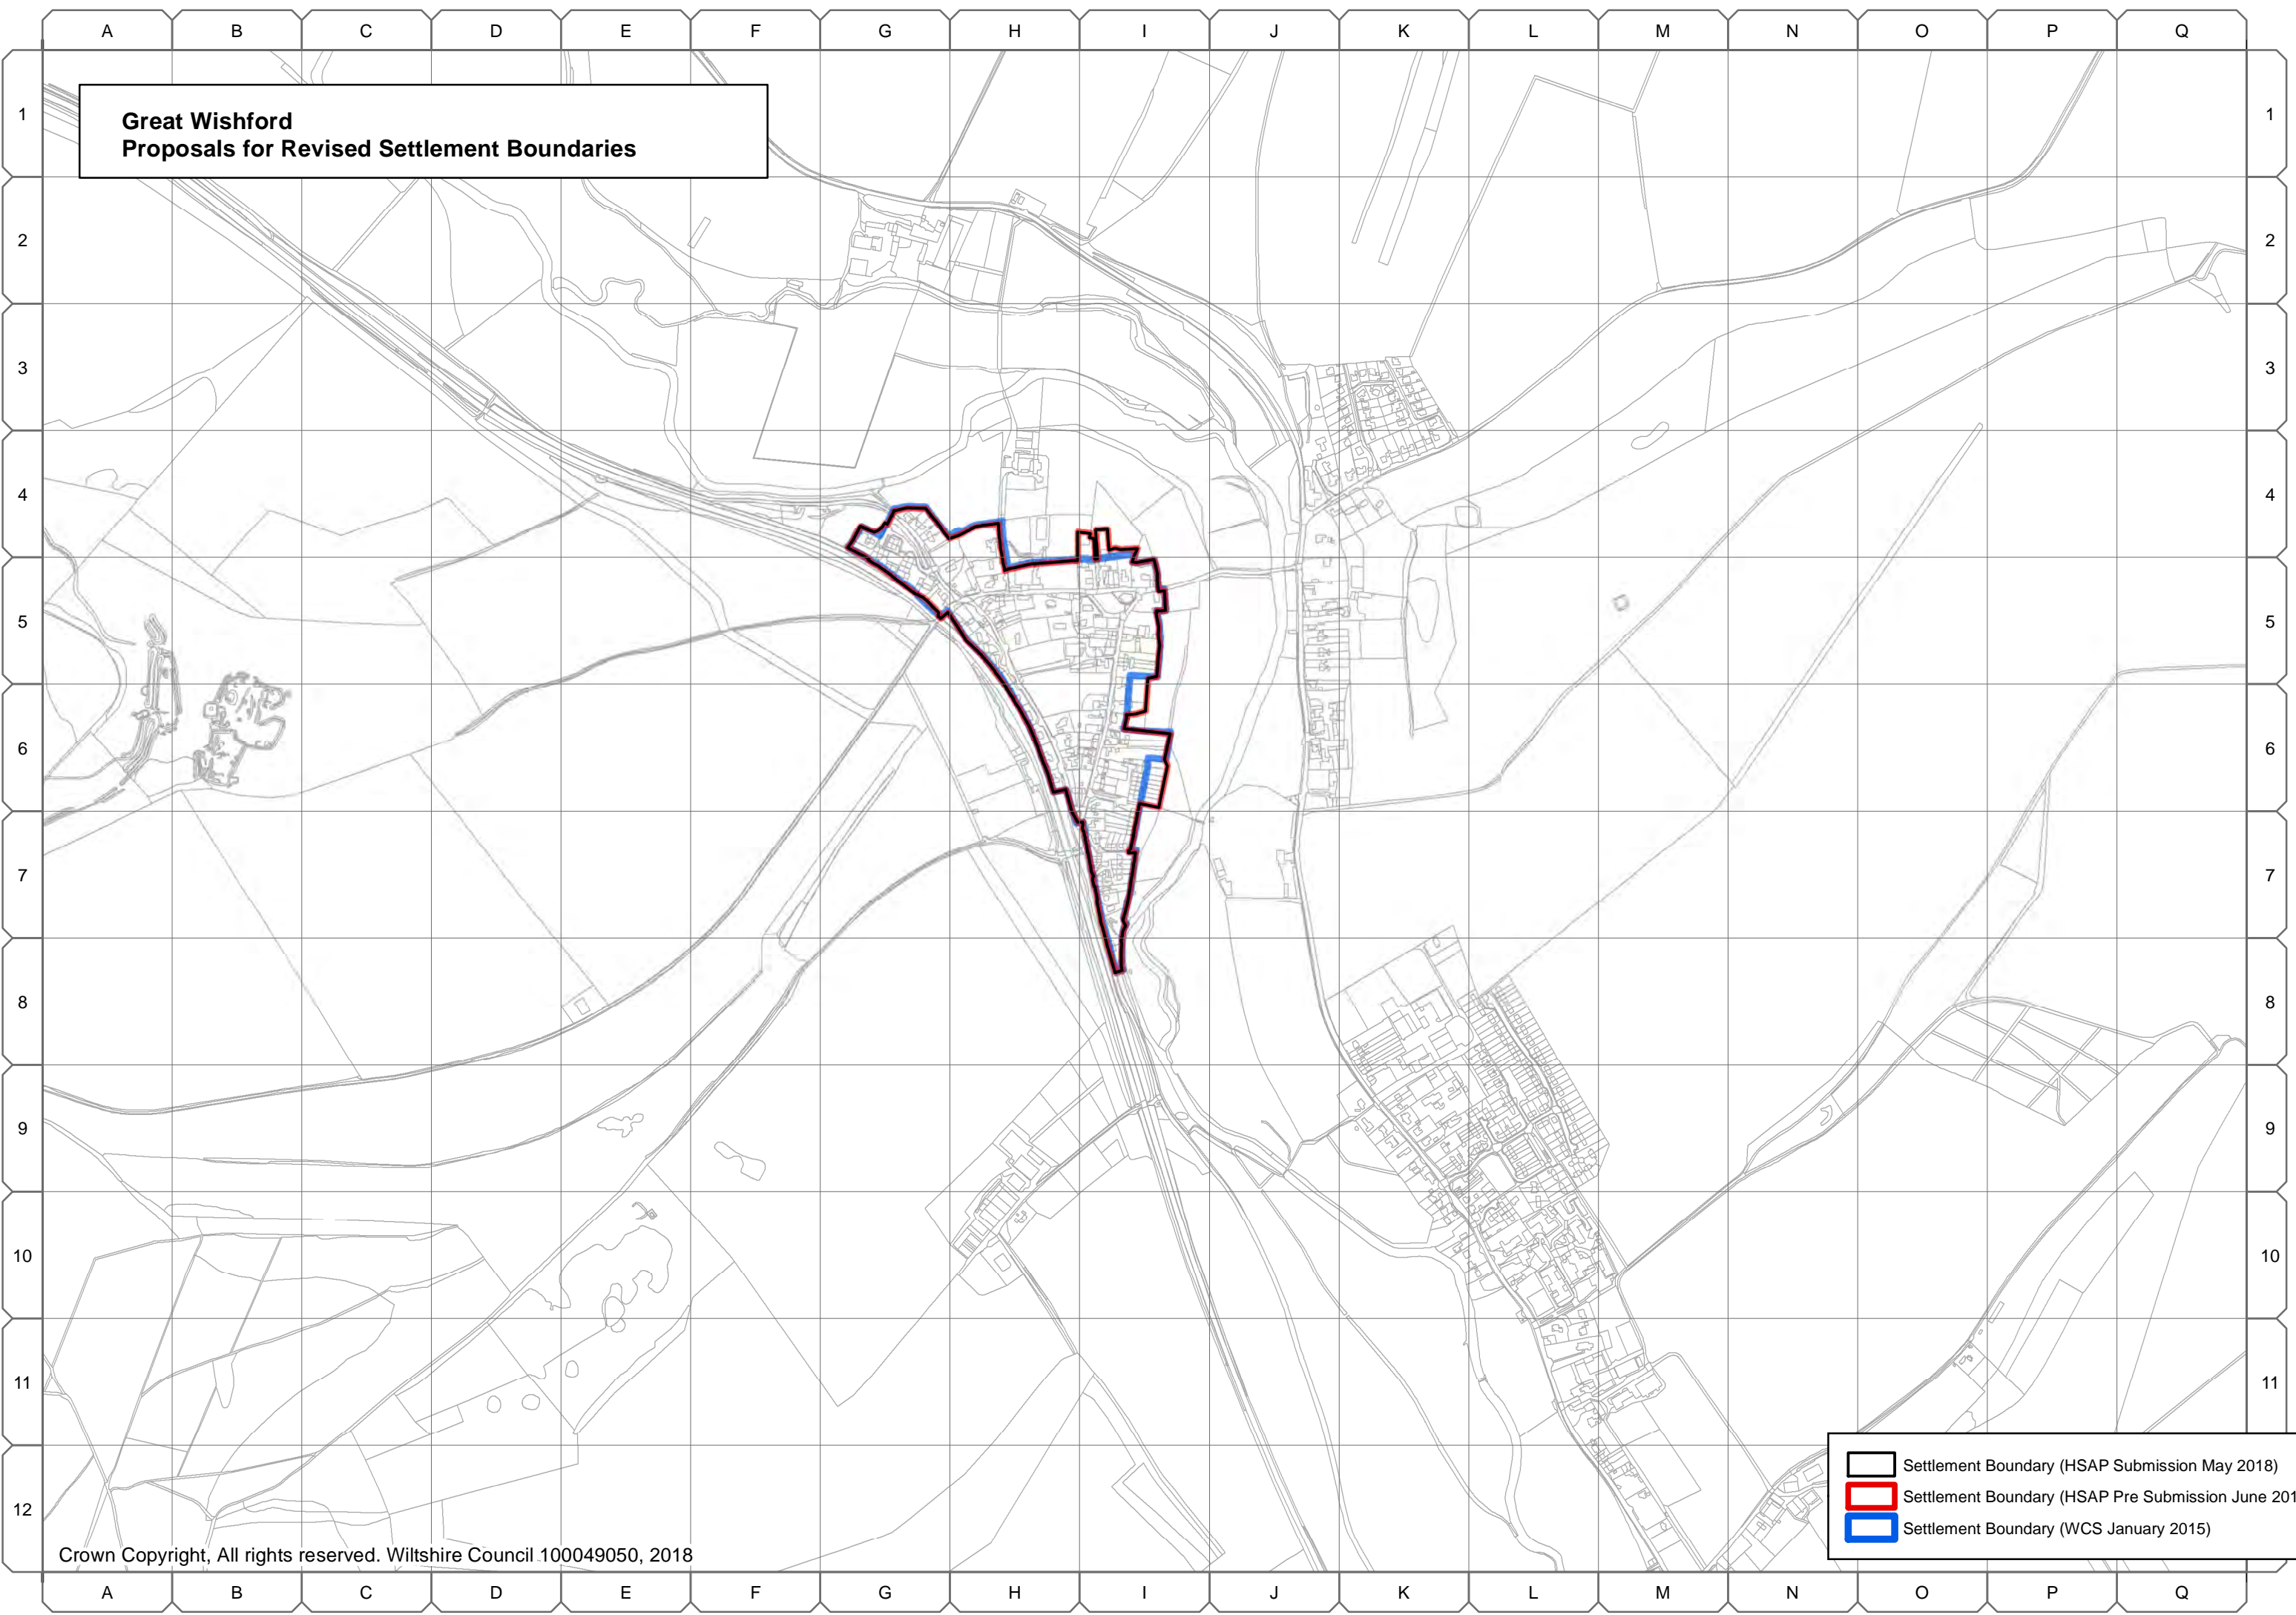 A B C D E F G H I J K L M N O P Q
Great Wishford
Proposals for Revised Settlement Boundaries
1 1
2 2
3 3
4 4
5 5
6 6
7 7
8 8
9 9
10 10
11 11
12 12
Settlement Boundary (HSAP Submission May 2018)
Settlement Boundary (HSAP Pre Submission June 201
Settlement Boundary (WCS January 2015)
Crown Copyright, All rights reserved. Wiltshire Council 100049050, 2018
A B C D E F G H I J K L M N O P Q